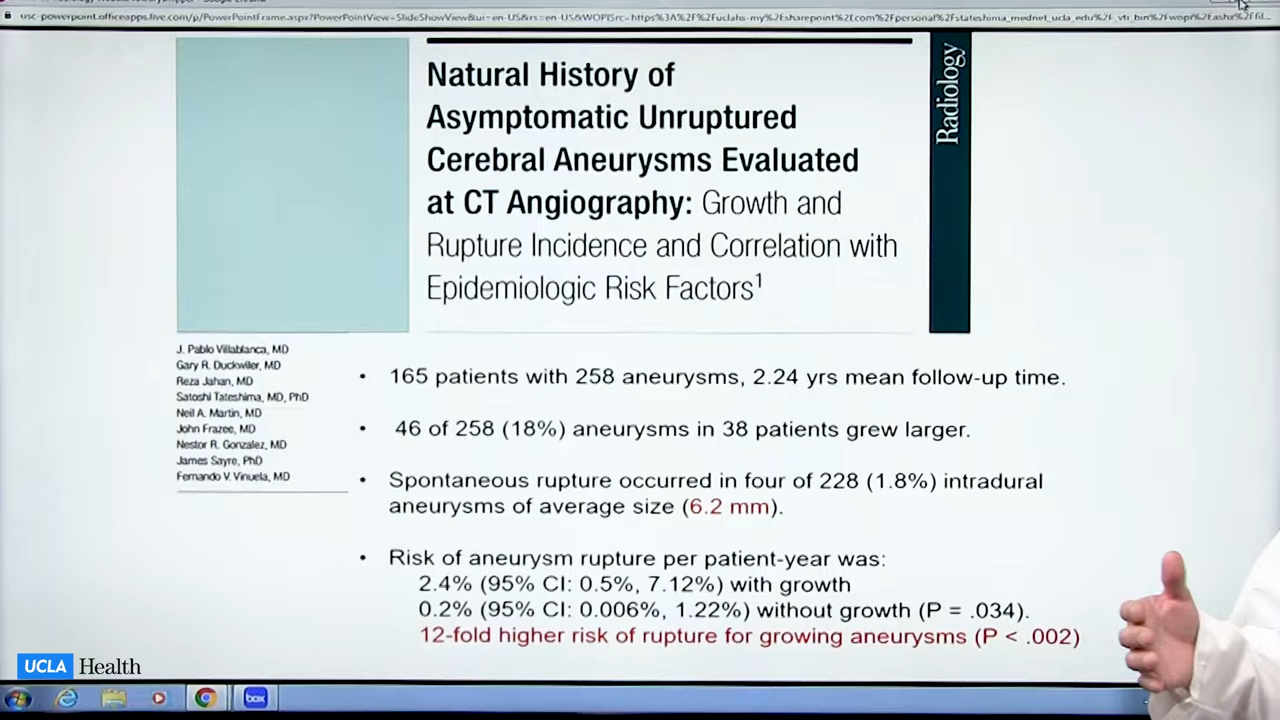 Natural History of
Asymptomatic Unruptured
Cerebral Aneurysms Evaluated
at CT Angiography: Growth and
Rupture Incidence and Correlation with
Epidemiologic Risk Factors¹
Radiology
J. Pablo Villablanca, MD
Gary R. Duckwiler, MD
Reza Jahan, MD
Satoshi Tateshima, MD, PhD
Neil A. Martin, MD
John Frazee, MD
Nestor R. Gonzalez, MD
James Sayre, PhD
Fernando V. Vinuela, MD
• 165 patients with 258 aneurysms, 2.24 yrs mean follow-up time.
• 46 of 258 (18%) aneurysms in 38 patients grew larger.
• Spontaneous rupture occurred in four of 228 (1.8%) intradural
aneurysms of average size (6.2 mm).
• Risk of aneurysm rupture per patient-year was:
2.4% (95% CI: 0.5%, 7.12%) with growth
0.2% (95% CI: 0.006%, 1.22%) without growth (P = .034).
12-fold higher risk of rupture for growing aneurysms (P < .002)
UCLA Health
box